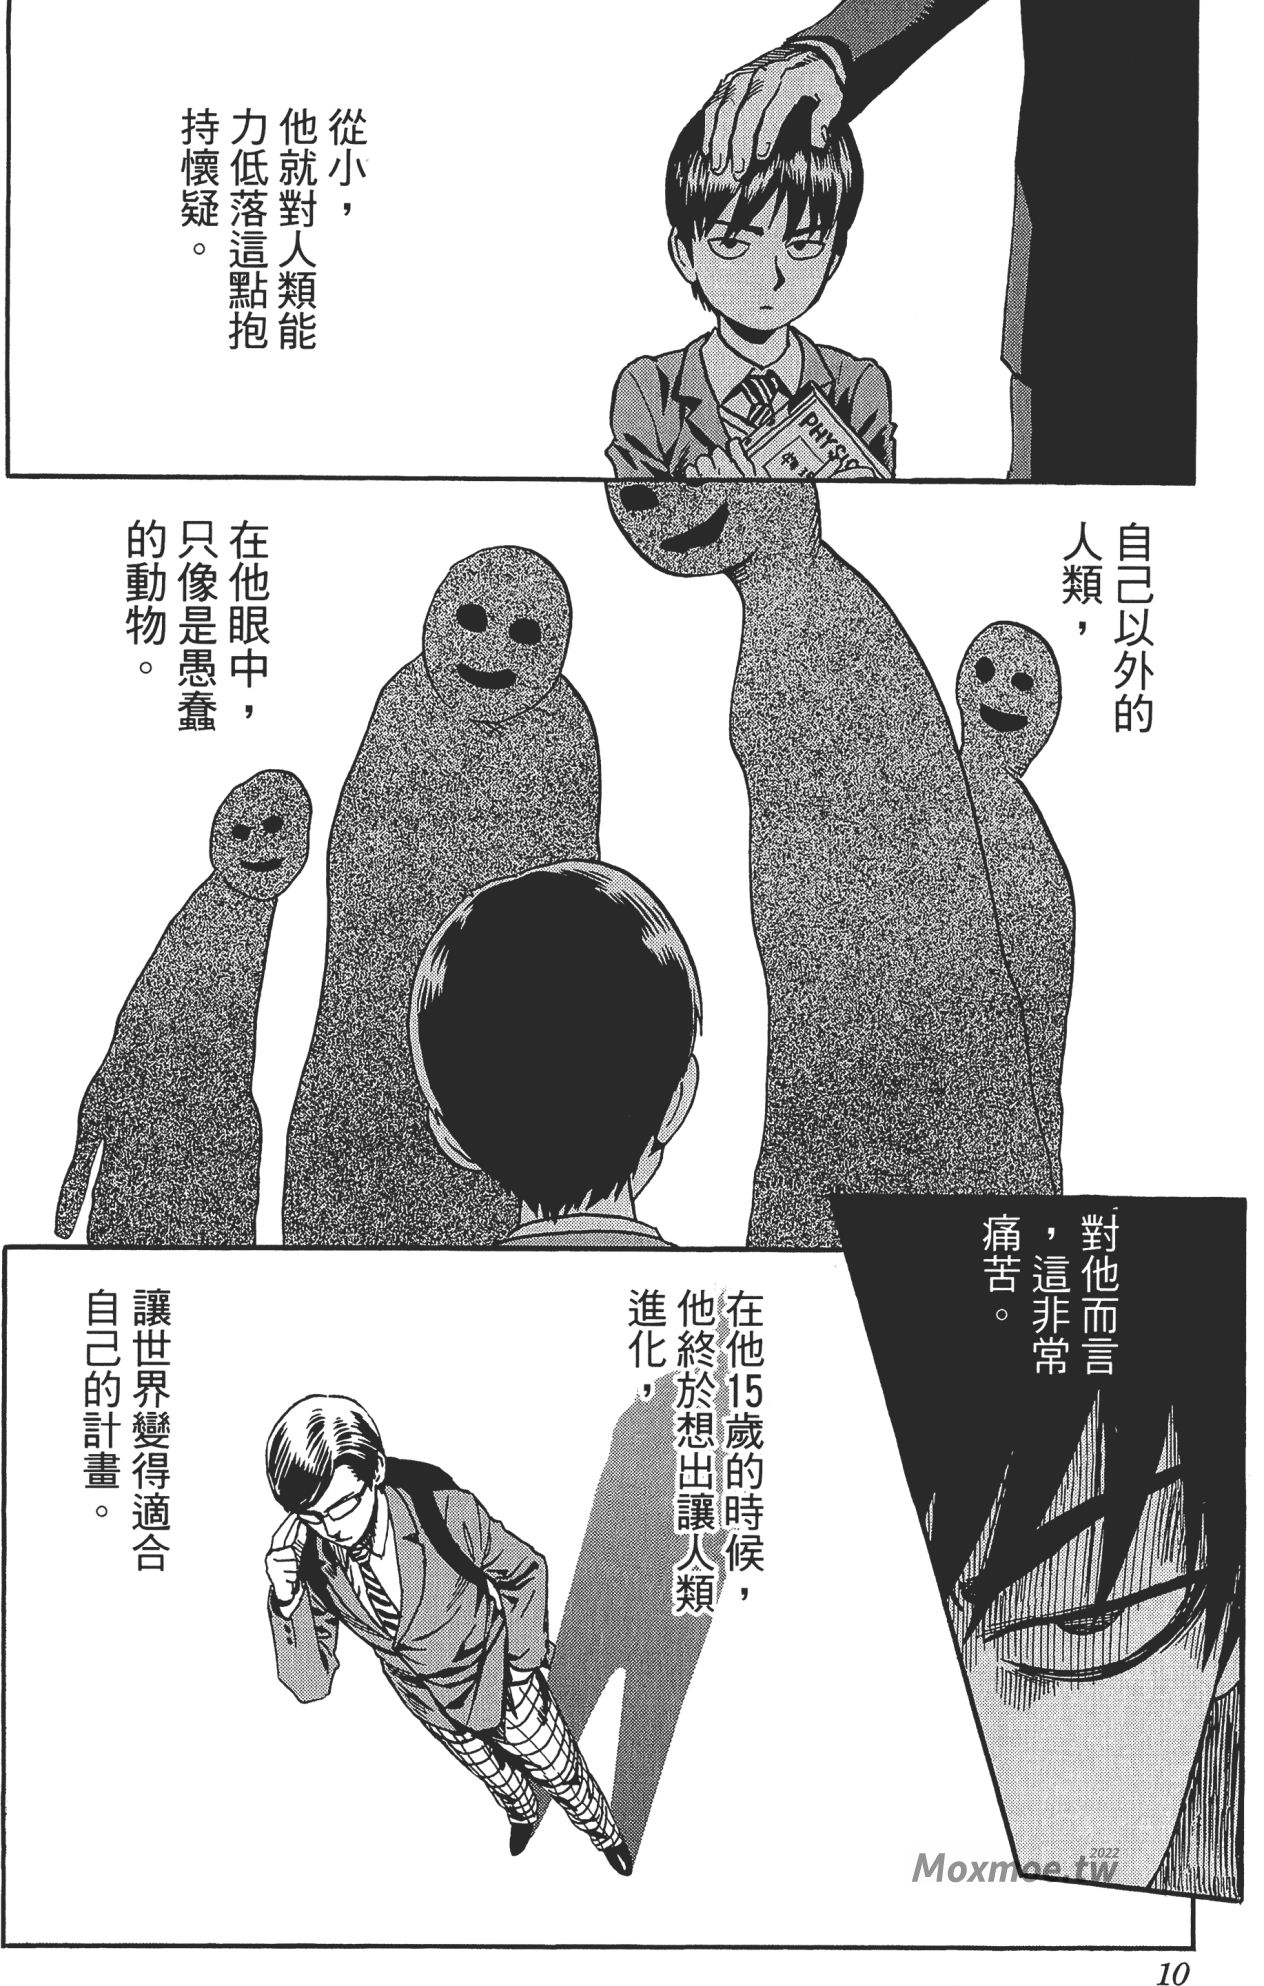 從小，
他就對人類能
力低落這點抱
持懷疑。
PHYSIC
自己以外的
人類，
在他眼中，
只像是愚蠢
的動物。
對他而言
，這非常
痛苦。
在他15歲的時候，
他終於想出讓人類
進化，
讓世界變得適合
自己的計畫。
2022
Moxmoe.tw
10